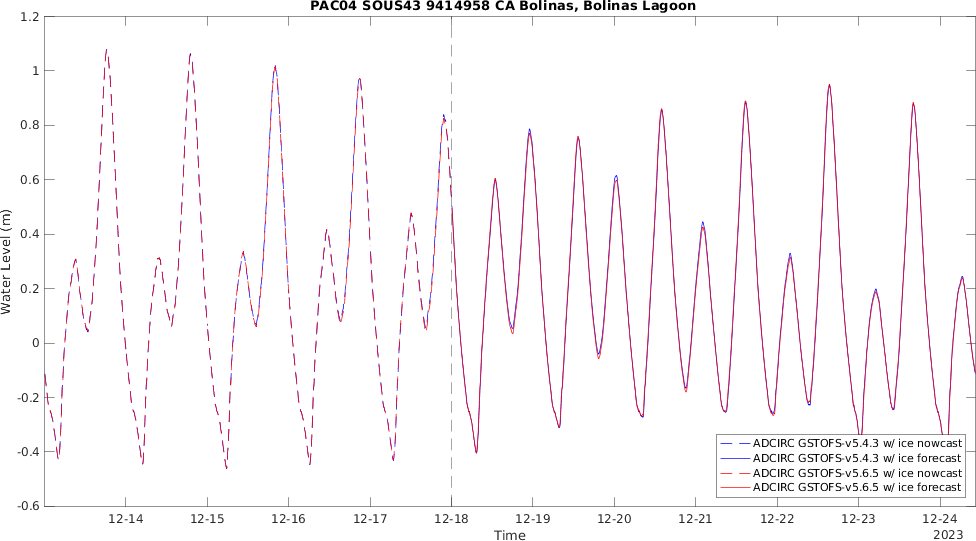 PAC04 SOUS43 9414958 CA Bolinas, Bolinas Lagoon
1.2
1
0.8
0.6
0.4
0.2
0
-0.2
-0.4
-0.6
Water Level (m)
ADCIRC GSTOFS-v5.4.3 w/ ice nowcast
ADCIRC GSTOFS-v5.4.3 w/ ice forecast
ADCIRC GSTOFS-v5.6.5 w/ ice nowcast
ADCIRC GSTOFS-v5.6.5 w/ ice forecast
12-14 12-15 12-16 12-17 12-18 12-19 12-20 12-21 12-22 12-23 12-24
Time
2023